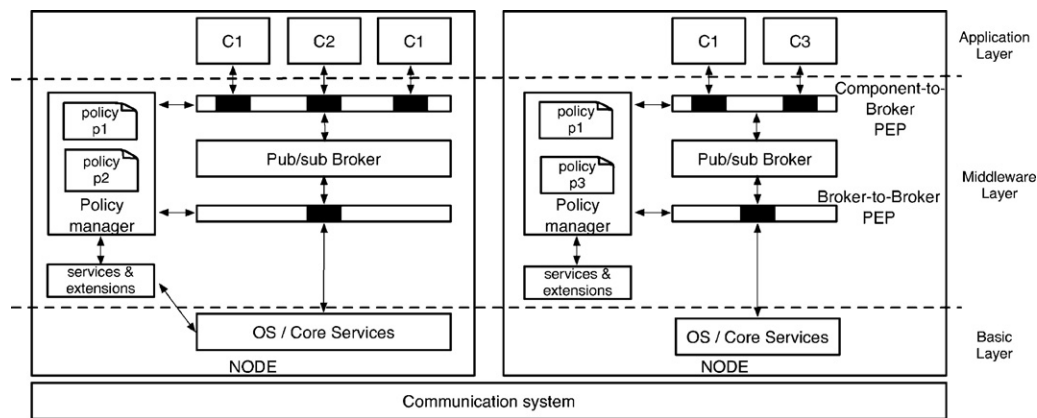 C1
C2
C1
C1
C3
Application
Layer
policy
p1
policy
p2
Policy
manager
Pub/sub Broker
services &
extensions
OS / Core Services
NODE
policy
p1
policy
p3
Policy
manager
Pub/sub Broker
services &
extensions
OS / Core Services
NODE
Component-to-
Broker
PEP
Middleware
Layer
Broker-to-Broker
PEP
Basic
Layer
Communication system